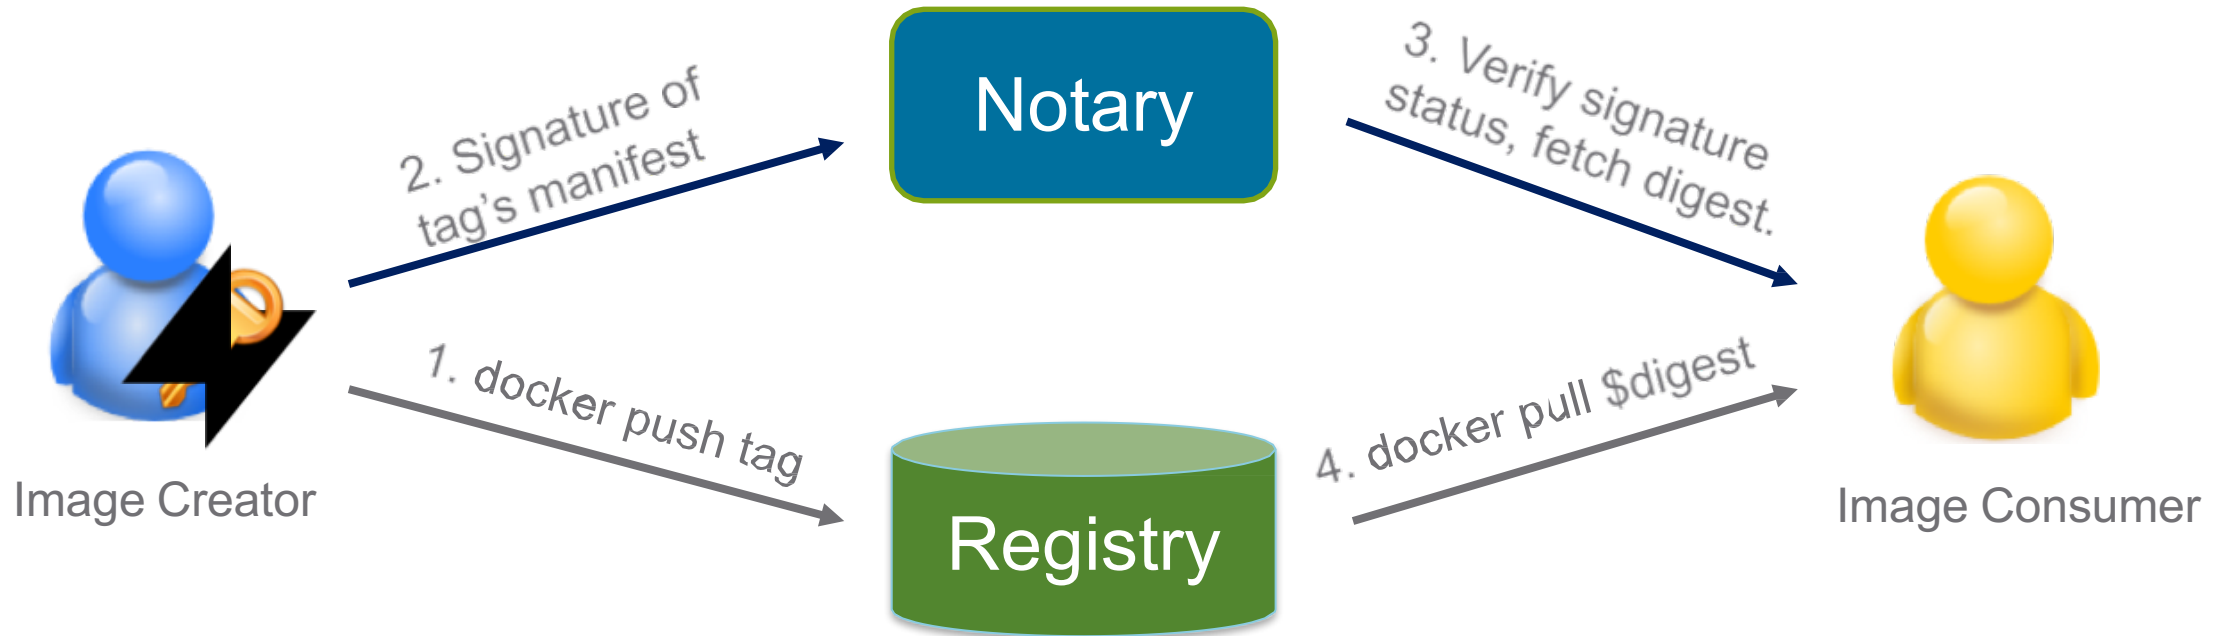 Notary
2. Signature of
tag's manifest
3. Verify signature
status, fetch digest.
1. docker push tag
4. docker pull $digest
Image Creator
Registry
Image Consumer